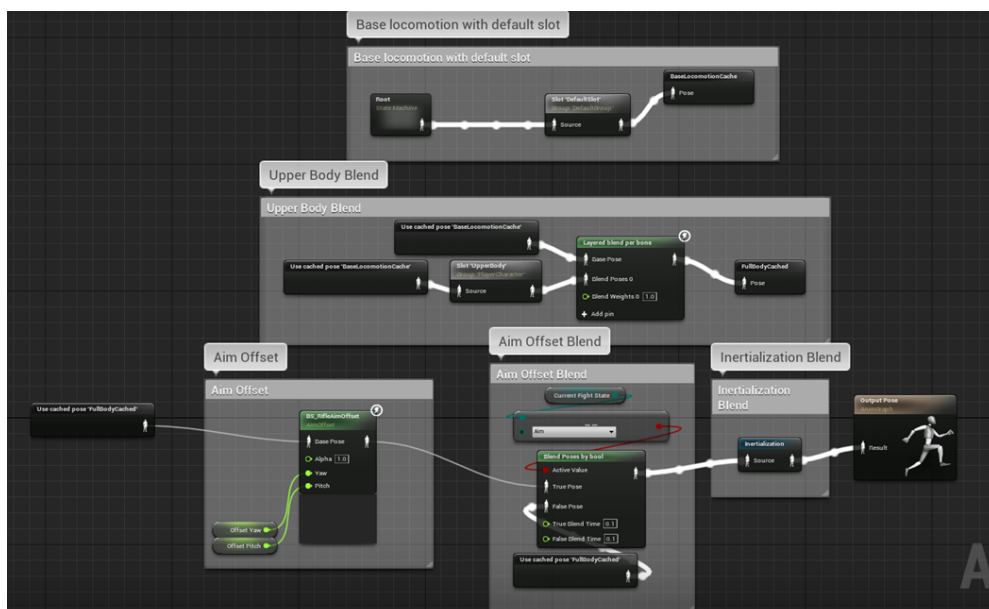 Base locomotion with default slot
Base locomotion with default slot
BaseLocomotionCache
Pose
Root
State Machine
Slot 'DefaultSlot'
Group 'DefaultGroup'
Source
Upper Body Blend
Upper Body Blend
Use cached pose 'BaseLocomotionCache'
Layered blend per bone
Base Pose
Blend Poses 0
Blend Weights 0 1.0
Add pin
Use cached pose 'BaseLocomotionCache'
Slot 'UpperBody'
Group 'PlayerCharacter'
Source
FullBodyCached
Pose
Aim Offset
Aim Offset
Use cached pose 'FullBodyCached'
BS_RifleAimOffset
AimOffset
Base Pose
Alpha 1.0
Yaw
Pitch
Offset Yaw
Offset Pitch
Aim Offset Blend
Aim Offset Blend
Current Fight State
==
Aim
Blend Poses by bool
Active Value
True Pose
False Pose
True Blend Time 0.1
False Blend Time 0.1
Use cached pose 'FullBodyCached'
Inertialization Blend
Inertialization
Blend
Inertialization
Source
Output Pose
AnimGraph
Result
A